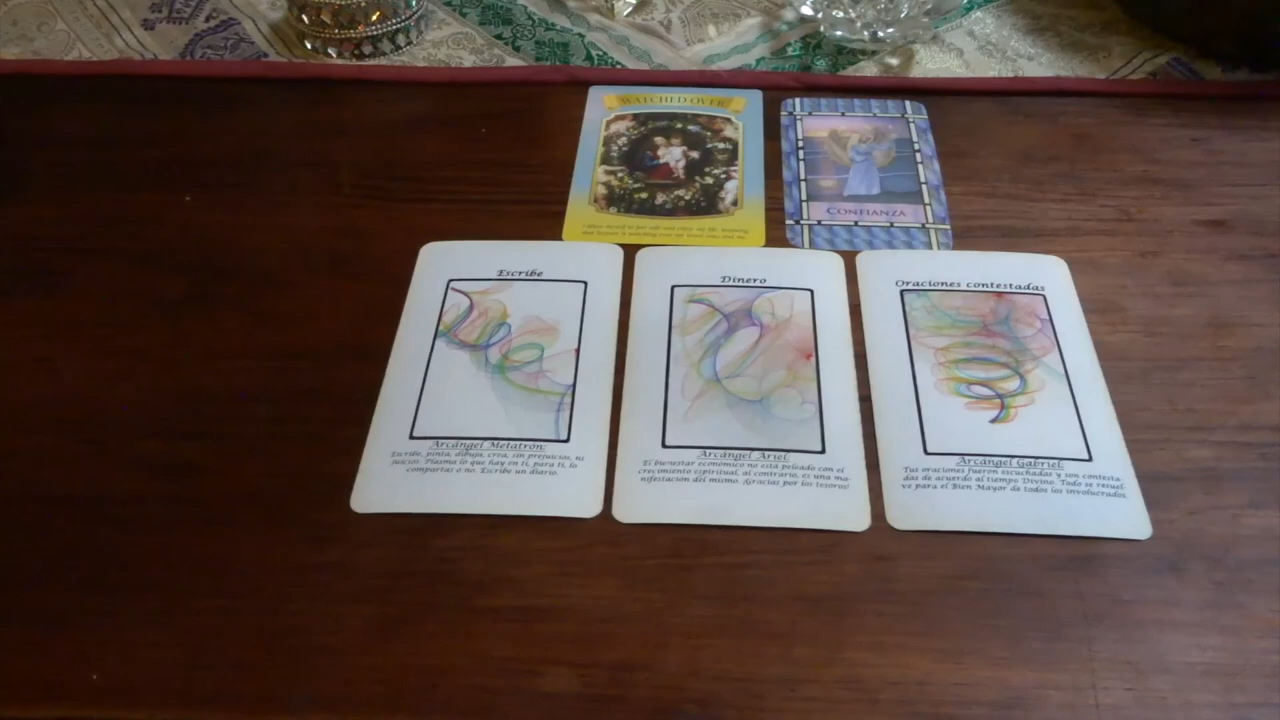 WATCHED OVER
CONFIANZA
Escribe
Arcángel Metatrón:
Escribe, pinta, dibuja, crea, sin prejuicios, ni
juicios. Plasma lo que hay en ti, para ti, lo
compartas o no. Escribe un diario.
Dinero
Arcángel Ariel:
El bienestar económico no está peleado con el
crecimiento espiritual, al contrario, es una ma-
nifestación del mismo. ¡Gracias por los tesoros!
Oraciones contestadas
Arcángel Gabriel:
Tus oraciones fueron escuchadas y son contesta-
das de acuerdo al tiempo Divino. Todo se resuel-
ve para el Bien Mayor de todos los involucrados.